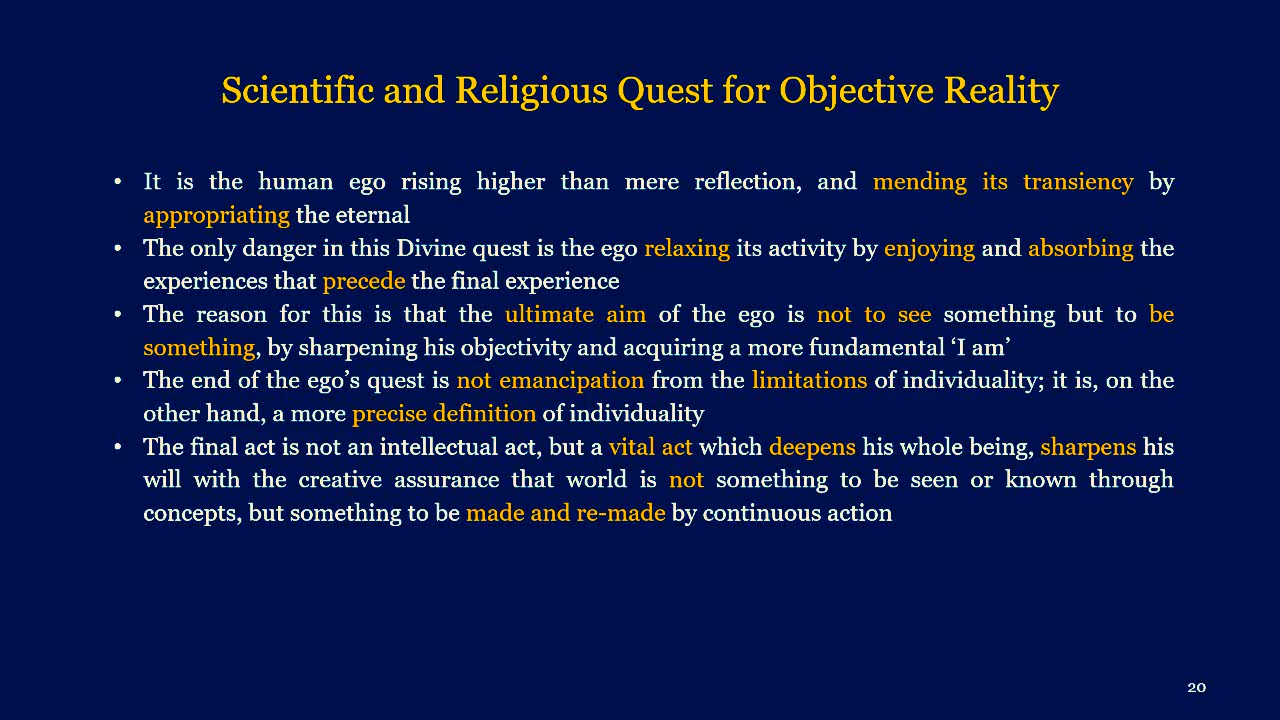 Scientific and Religious Quest for Objective Reality
• It is the human ego rising higher than mere reflection, and mending its transiency by
appropriating the eternal
• The only danger in this Divine quest is the ego relaxing its activity by enjoying and absorbing the
experiences that precede the final experience
• The reason for this is that the ultimate aim of the ego is not to see something but to be
something, by sharpening his objectivity and acquiring a more fundamental ‘I am’
• The end of the ego’s quest is not emancipation from the limitations of individuality; it is, on the
other hand, a more precise definition of individuality
• The final act is not an intellectual act, but a vital act which deepens his whole being, sharpens his
will with the creative assurance that world is not something to be seen or known through
concepts, but something to be made and re-made by continuous action
20